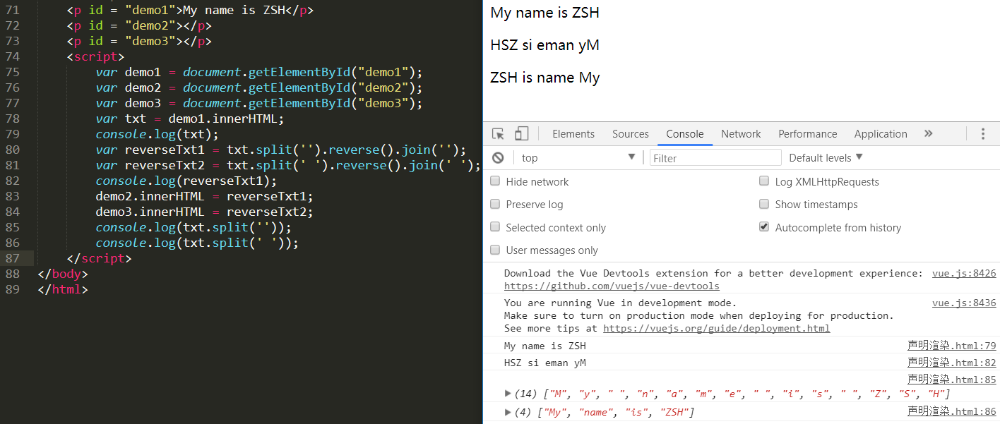 71 <p id = "demo1">My name is ZSH</p>
72 <p id = "demo2"></p>
73 <p id = "demo3"></p>
74 <script>
75 var demo1 = document.getElementById("demo1");
76 var demo2 = document.getElementById("demo2");
77 var demo3 = document.getElementById("demo3");
78 var txt = demo1.innerHTML;
79 console.log(txt);
80 var reverseTxt1 = txt.split('').reverse().join('');
81 var reverseTxt2 = txt.split(' ').reverse().join(' ');
82 console.log(reverseTxt1);
83 demo2.innerHTML = reverseTxt1;
84 demo3.innerHTML = reverseTxt2;
85 console.log(txt.split(''));
86 console.log(txt.split(' '));
87 </script>
88 </body>
89 </html>
My name is ZSH
HSZ si eman yM
ZSH is name My
Elements Sources Console Network Performance Application »
top Filter Default levels
Hide network Log XMLHttpRequests
Preserve log Show timestamps
Selected context only Autocomplete from history
User messages only
Download the Vue Devtools extension for a better development experience: vue.js:8426
https://github.com/vuejs/vue-devtools
You are running Vue in development mode. vue.js:8436
Make sure to turn on production mode when deploying for production.
See more tips at https://vuejs.org/guide/deployment.html
My name is ZSH 声明渲染.html:79
HSZ si eman yM 声明渲染.html:82
声明渲染.html:85
(14) ["M", "y", " ", "n", "a", "m", "e", " ", "i", "s", " ", "Z", "S", "H"]
(4) ["My", "name", "is", "ZSH"] 声明渲染.html:86